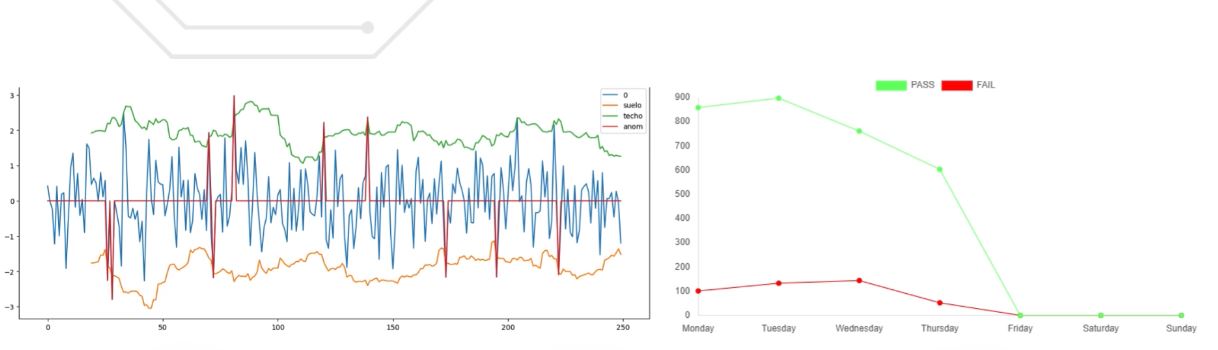 3
2
1
0
−1
−2
−3
0
50
100
150
200
250
0
suelo
techo
anom
PASS
FAIL
900
800
700
600
500
400
300
200
100
0
Monday
Tuesday
Wednesday
Thursday
Friday
Saturday
Sunday